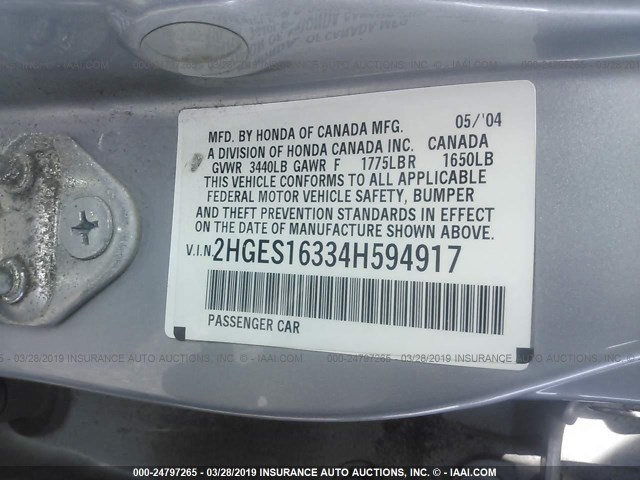 MFD. BY HONDA OF CANADA MFG. 05/'04
A DIVISION OF HONDA CANADA INC. CANADA
GVWR 3440LB GAWR F 1775LB R 1650LB
THIS VEHICLE CONFORMS TO ALL APPLICABLE
FEDERAL MOTOR VEHICLE SAFETY, BUMPER
AND THEFT PREVENTION STANDARDS IN EFFECT
ON THE DATE OF MANUFACTURE SHOWN ABOVE.
V.I.N. 2HGES16334H594917
PASSENGER CAR
000-24797265 - 03/28/2019 - INSURANCE AUTO AUCTIONS, INC. - © - IAAI.COM